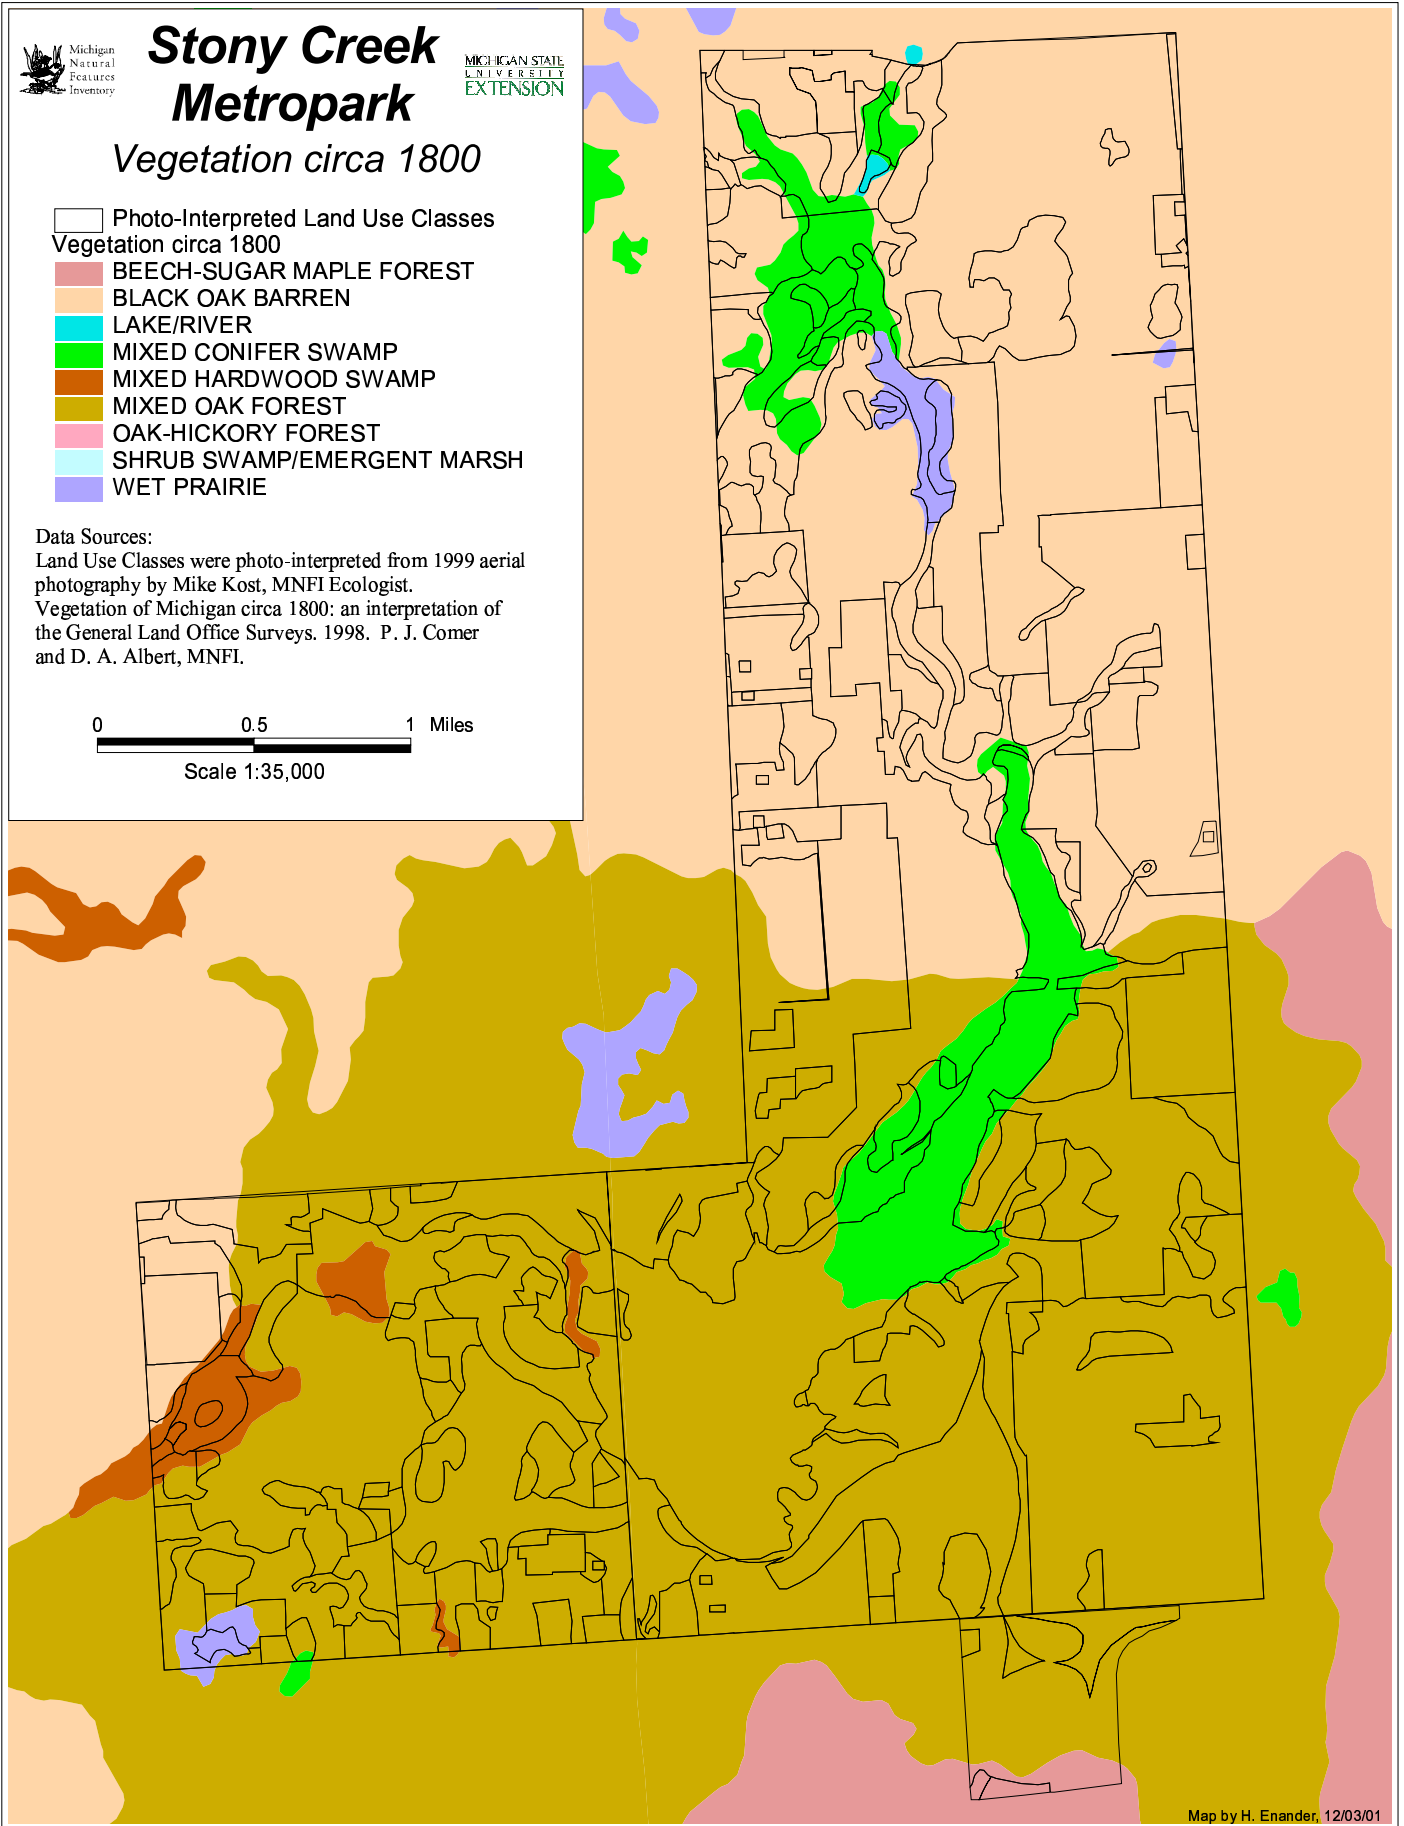 Michigan
Natural
Features
Inventory
Stony Creek
Metropark
MICHIGAN STATE
UNIVERSITY
EXTENSION
Vegetation circa 1800
Photo-Interpreted Land Use Classes
Vegetation circa 1800
BEECH-SUGAR MAPLE FOREST
BLACK OAK BARREN
LAKE/RIVER
MIXED CONIFER SWAMP
MIXED HARDWOOD SWAMP
MIXED OAK FOREST
OAK-HICKORY FOREST
SHRUB SWAMP/EMERGENT MARSH
WET PRAIRIE
Data Sources:
Land Use Classes were photo-interpreted from 1999 aerial
photography by Mike Kost, MNFI Ecologist.
Vegetation of Michigan circa 1800: an interpretation of
the General Land Office Surveys. 1998. P. J. Comer
and D. A. Albert, MNFI.
0 0.5 1 Miles
Scale 1:35,000
Map by H. Enander, 12/03/01